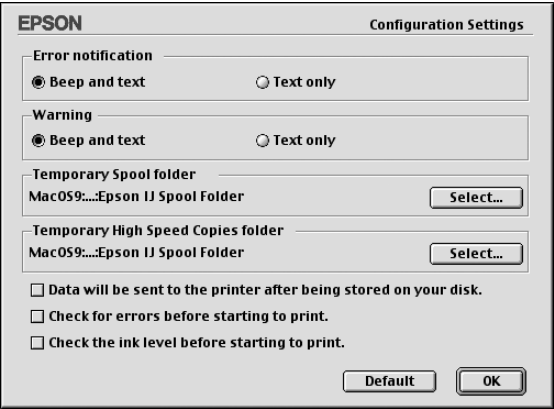 EPSON Configuration Settings
Error notification
Beep and text Text only
Warning
Beep and text Text only
Temporary Spool folder
MacOS9:...:Epson IJ Spool Folder Select...
Temporary High Speed Copies folder
MacOS9:...:Epson IJ Spool Folder Select...
Data will be sent to the printer after being stored on your disk.
Check for errors before starting to print.
Check the ink level before starting to print.
Default OK